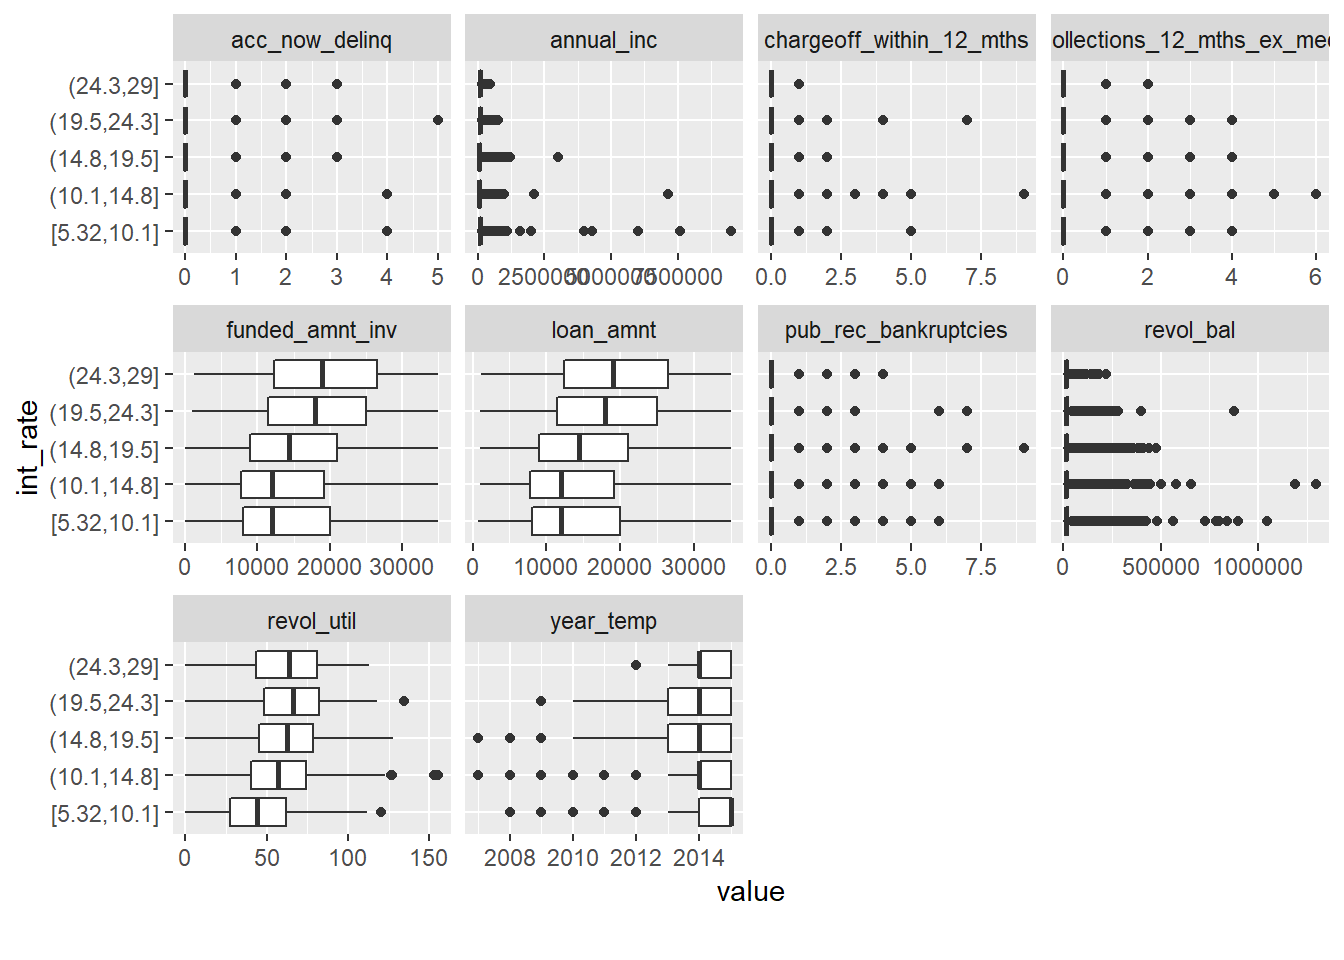 acc_now_delinq annual_inc chargeoff_within_12_mths ollections_12_mths_ex_med
(24.3,29]
(19.5,24.3]
(14.8,19.5]
(10.1,14.8]
[5.32,10.1]
0 1 2 3 4 5 0 2500000 5000000 7500000 0.0 2.5 5.0 7.5 0 2 4 6
funded_amnt_inv loan_amnt pub_rec_bankruptcies revol_bal
(24.3,29]
(19.5,24.3]
(14.8,19.5]
(10.1,14.8]
[5.32,10.1]
0 10000 20000 30000 0 10000 20000 30000 0.0 2.5 5.0 7.5 0 500000 1000000
revol_util year_temp
(24.3,29]
(19.5,24.3]
(14.8,19.5]
(10.1,14.8]
[5.32,10.1]
0 50 100 150 2008 2010 2012 2014
int_rate
value